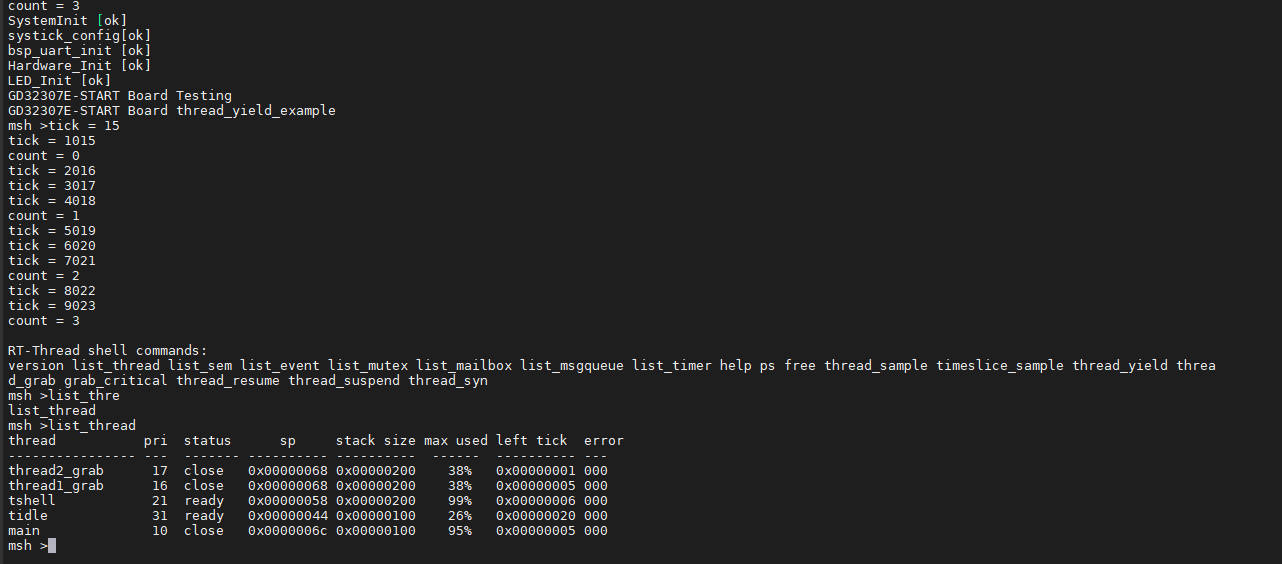 count = 3
SystemInit [ok]
systick_config[ok]
bsp_uart_init [ok]
Hardware_Init [ok]
LED_Init [ok]
GD32307E-START Board Testing
GD32307E-START Board thread_yield_example
msh >tick = 15
tick = 1015
count = 0
tick = 2016
tick = 3017
tick = 4018
count = 1
tick = 5019
tick = 6020
tick = 7021
count = 2
tick = 8022
tick = 9023
count = 3

RT-Thread shell commands:
version list_thread list_sem list_event list_mutex list_mailbox list_msgqueue list_timer help ps free thread_sample timeslice_sample thread_yield threa
d_grab grab_critical thread_resume thread_suspend thread_syn
msh >list_thre
list_thread
msh >list_thread
thread           pri  status      sp     stack size max used left tick  error
---------------- ---  ------- ---------- ----------  ------  ---------- ---
thread2_grab      17  close   0x00000068 0x00000200    38%   0x00000001 000
thread1_grab      16  close   0x00000068 0x00000200    38%   0x00000005 000
tshell            21  ready   0x00000058 0x00000200    99%   0x00000006 000
tidle             31  ready   0x00000044 0x00000100    26%   0x00000020 000
main              10  close   0x0000006c 0x00000100    95%   0x00000005 000
msh >